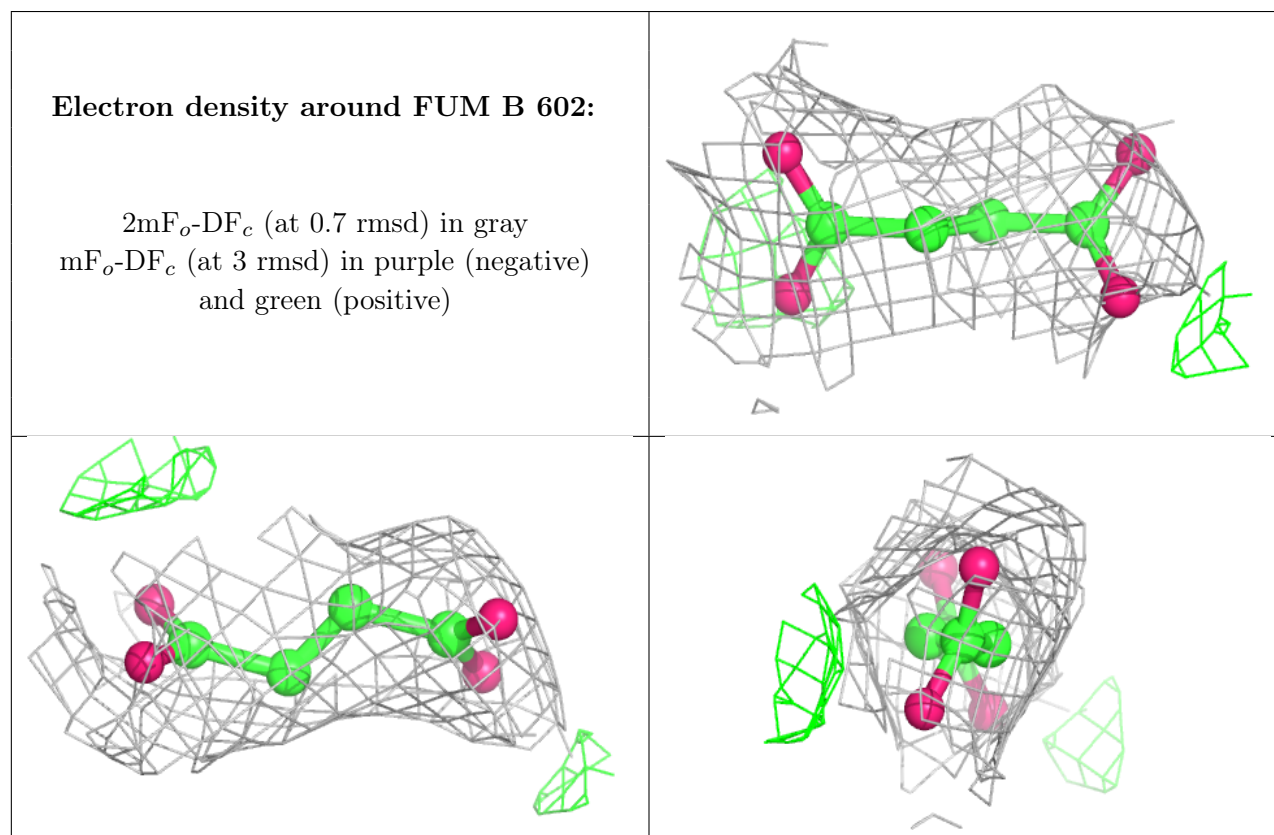 Electron density around FUM B 602:
2mFo-DFc (at 0.7 rmsd) in gray
mFo-DFc (at 3 rmsd) in purple (negative)
and green (positive)